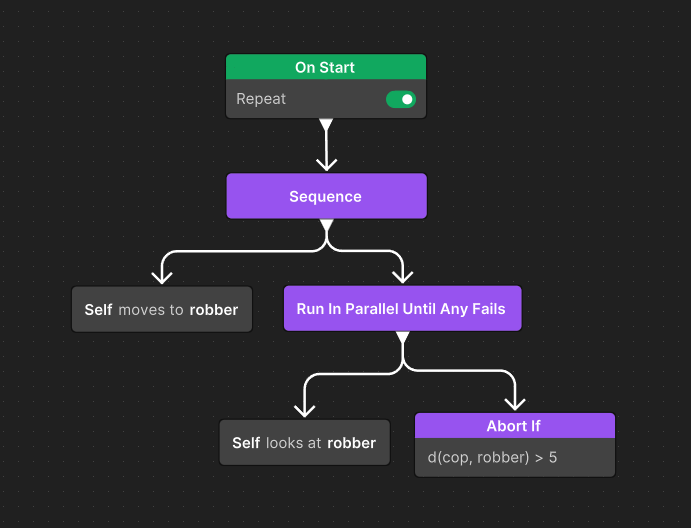 On Start
Repeat
Sequence
Self moves to robber
Run In Parallel Until Any Fails
Self looks at robber
Abort If
d(cop, robber) > 5